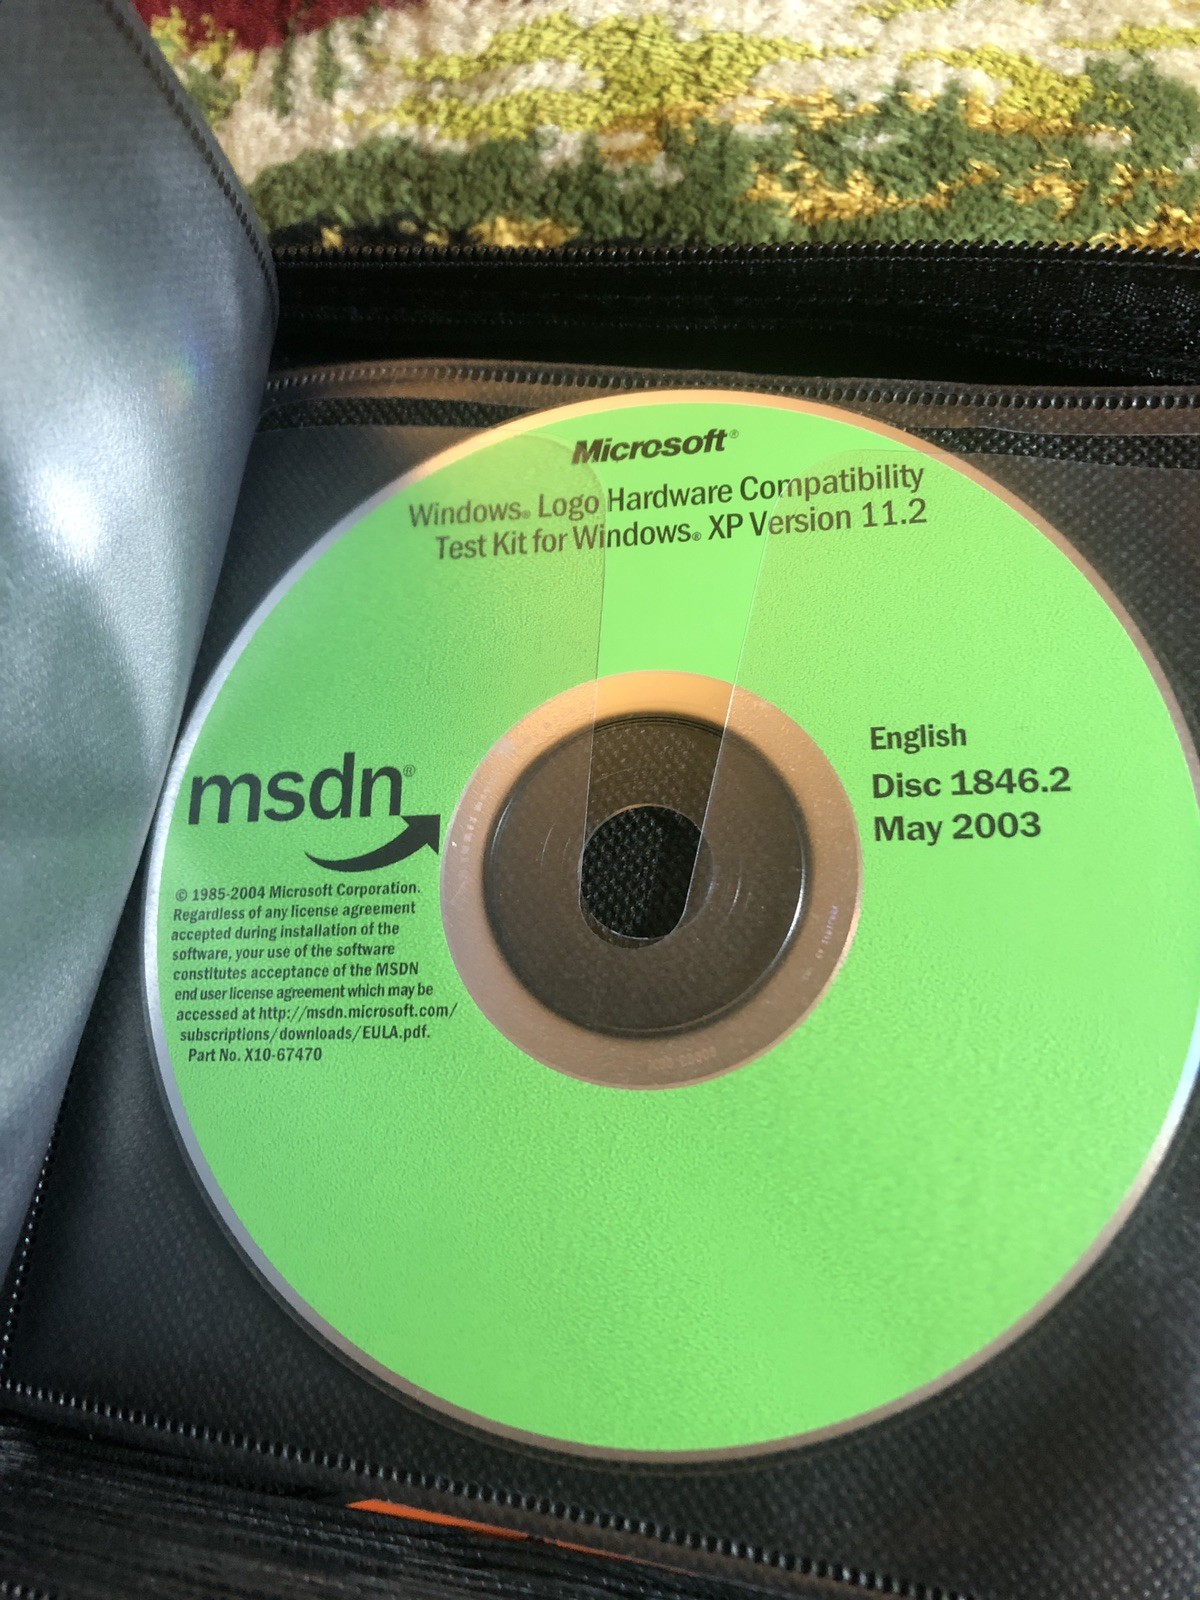 Microsoft®
Windows® Logo Hardware Compatibility
Test Kit for Windows® XP Version 11.2
English
Disc 1846.2
May 2003
msdn®
© 1985-2004 Microsoft Corporation.
Regardless of any license agreement
accepted during installation of the
software, your use of the software
constitutes acceptance of the MSDN
end user license agreement which may be
accessed at http://msdn.microsoft.com/
subscriptions/downloads/EULA.pdf.
Part No. X10-67470